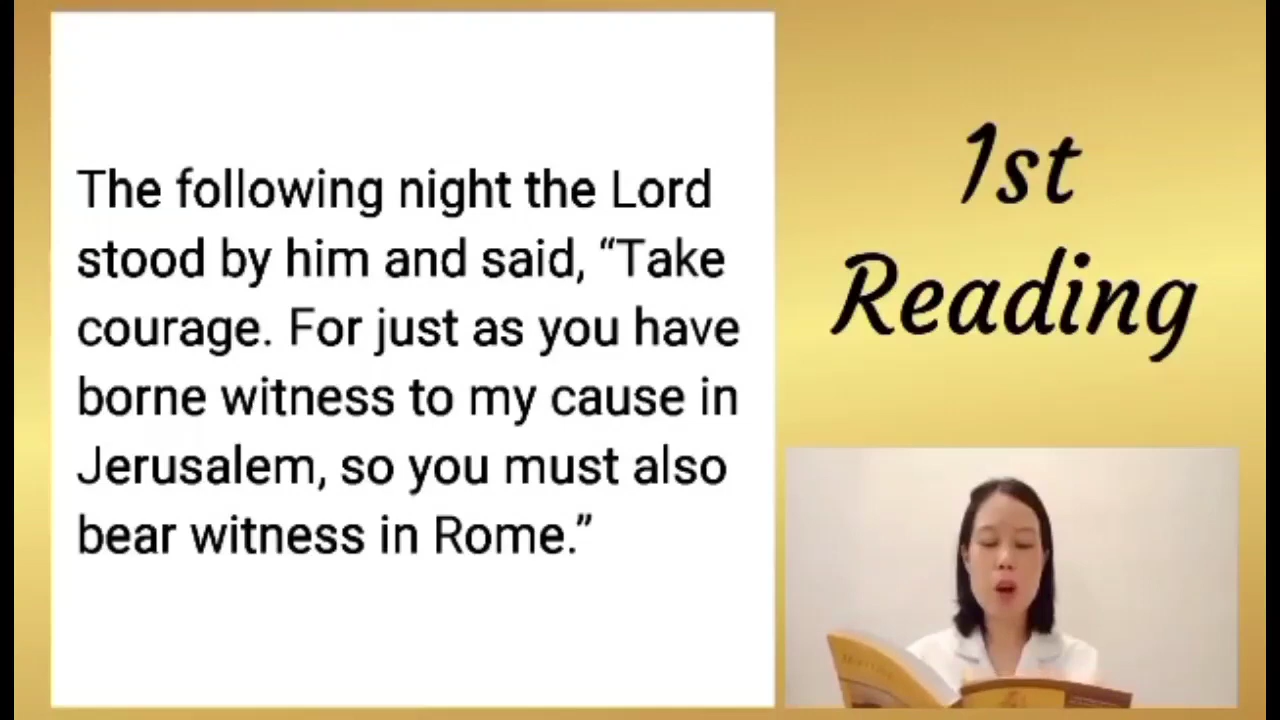 The following night the Lord
stood by him and said, “Take
courage. For just as you have
borne witness to my cause in
Jerusalem, so you must also
bear witness in Rome.”
1st
Reading